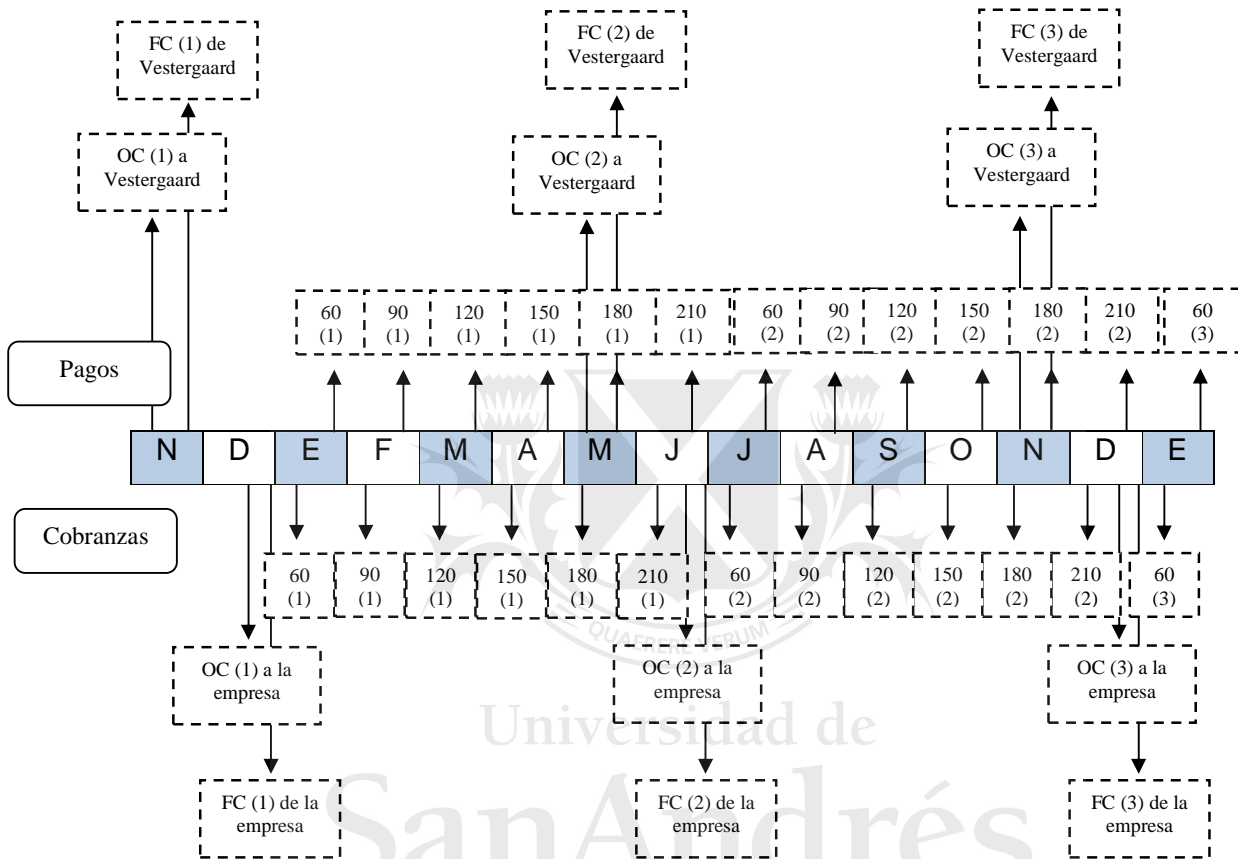 FC (1) de
Vestergaard
FC (2) de
Vestergaard
FC (3) de
Vestergaard
OC (1) a
Vestergaard
OC (2) a
Vestergaard
OC (3) a
Vestergaard
60 90 120 150 180 210 60 90 120 150 180 210 60
(1) (1) (1) (1) (1) (1) (2) (2) (2) (2) (2) (2) (3)
Pagos
N D E F M A M J J A S O N D E
Cobranzas
60 90 120 150 180 210 60 90 120 150 180 210 60
(1) (1) (1) (1) (1) (1) (2) (2) (2) (2) (2) (2) (3)
QUAERERE VERUM
OC (1) a la
empresa
OC (2) a la
empresa
OC (3) a la
empresa
Universidad de
SanAndrés
FC (1) de la
empresa
FC (2) de la
empresa
FC (3) de la
empresa